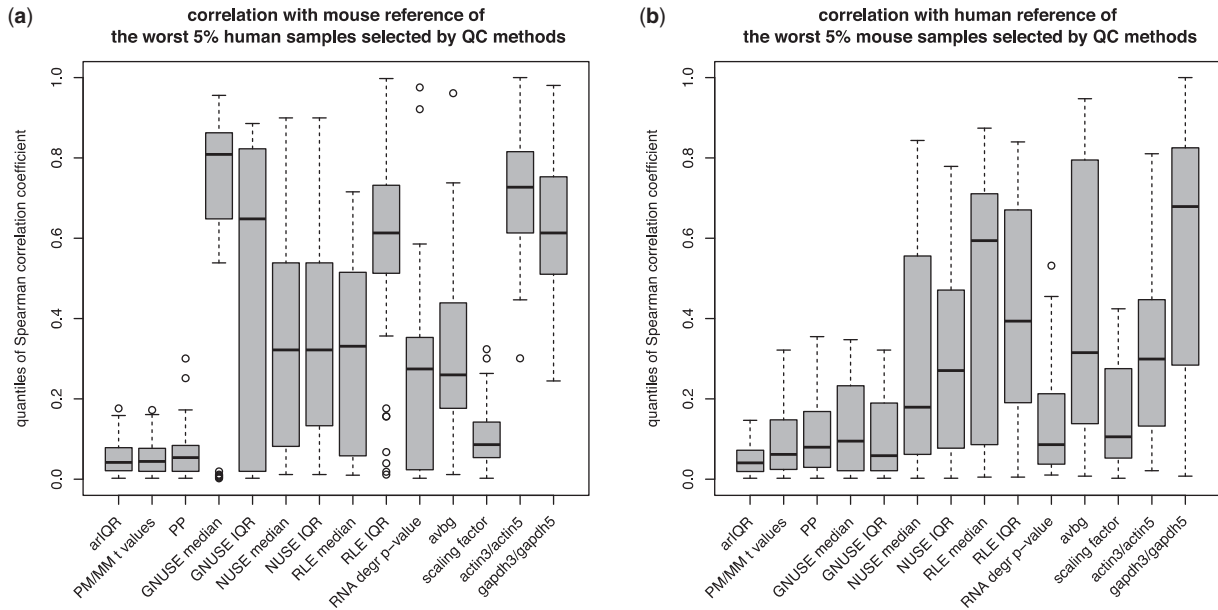 (a)
correlation with mouse reference of
the worst 5% human samples selected by QC methods
quantiles of Spearman correlation coefficient
1.0
0.8
0.6
0.4
0.2
0.0
arIQR
PM/MM t values
PP
GNUSE median
GNUSE IQR
NUSE median
NUSE IQR
RLE median
RLE IQR
RNA degr p−value
avbg
scaling factor
actin3/actin5
gapdh3/gapdh5
(b)
correlation with human reference of
the worst 5% mouse samples selected by QC methods
quantiles of Spearman correlation coefficient
1.0
0.8
0.6
0.4
0.2
0.0
arIQR
PM/MM t values
PP
GNUSE median
GNUSE IQR
NUSE median
NUSE IQR
RLE median
RLE IQR
RNA degr p−value
avbg
scaling factor
actin3/actin5
gapdh3/gapdh5